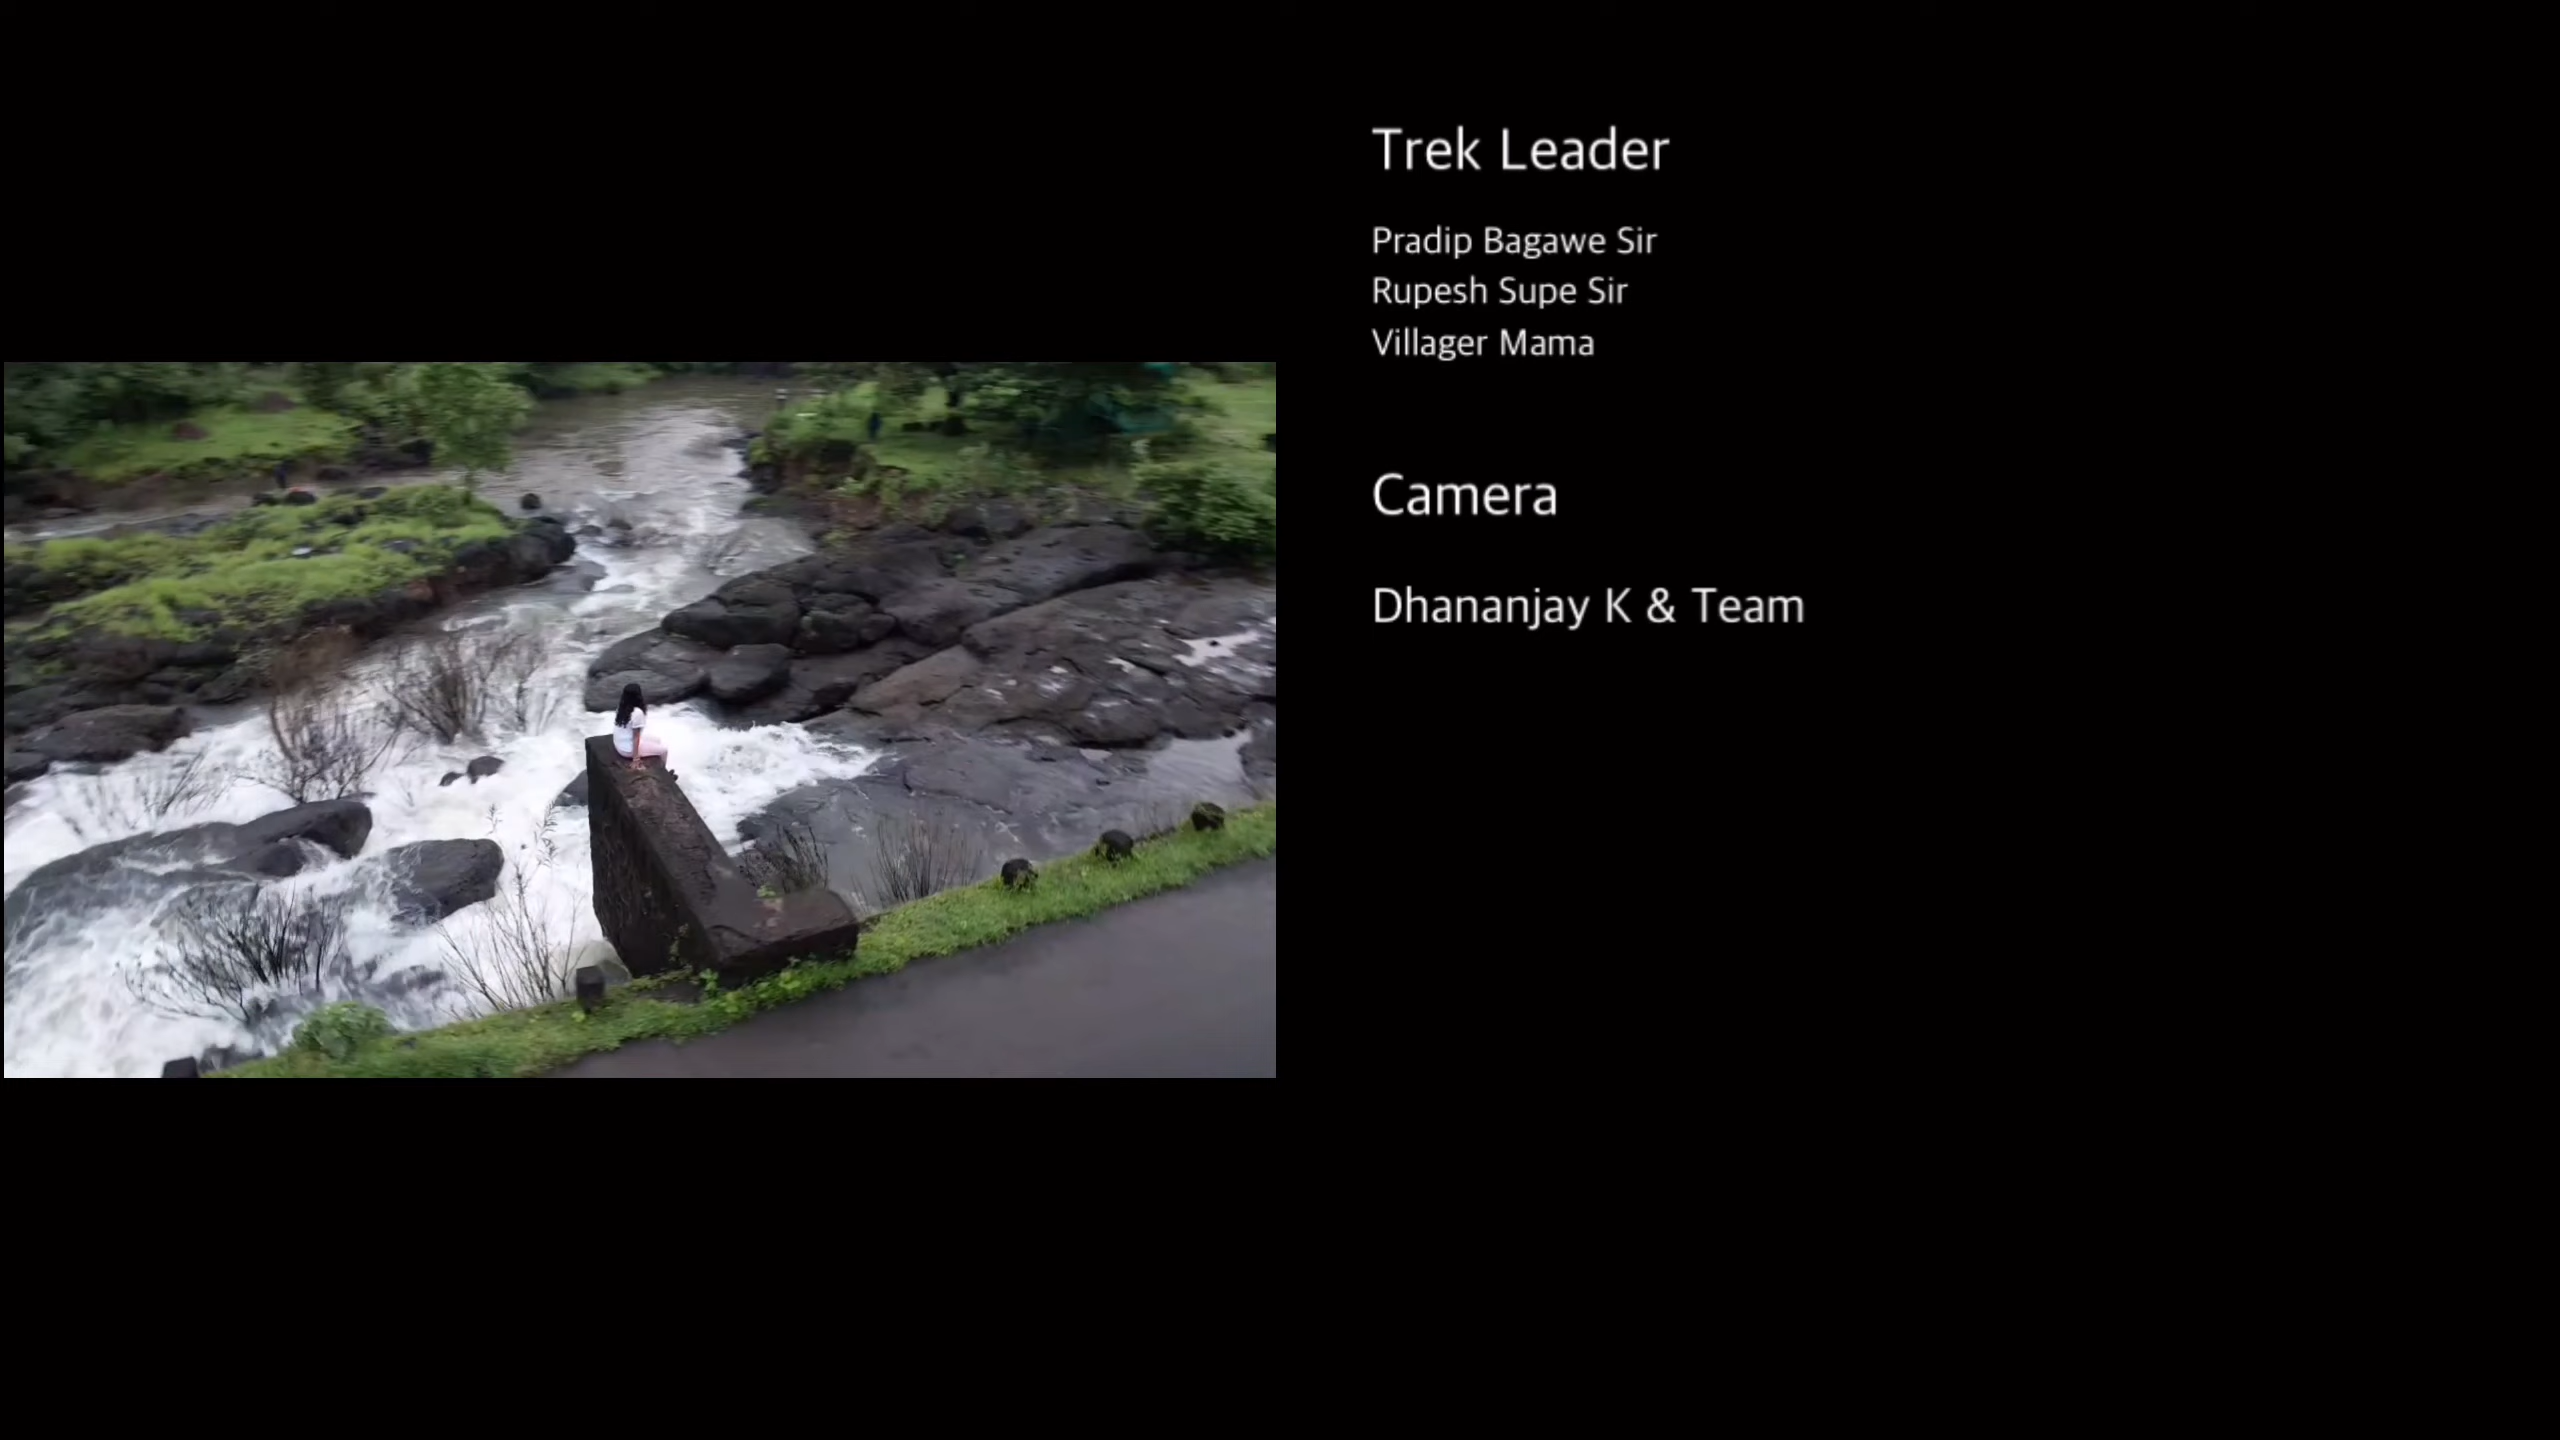 Trek Leader
Pradip Bagawe Sir
Rupesh Supe Sir
Villager Mama
Camera
Dhananjay K & Team